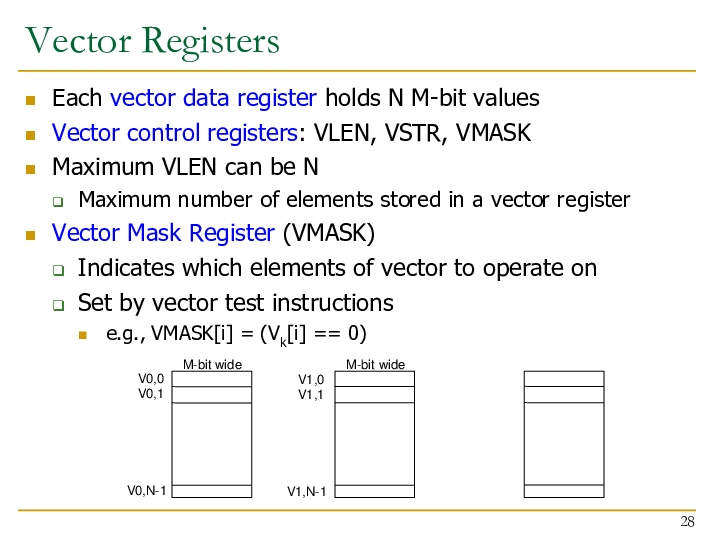 Vector Registers
Each vector data register holds N M-bit values
Vector control registers: VLEN, VSTR, VMASK
Maximum VLEN can be N
Maximum number of elements stored in a vector register
Vector Mask Register (VMASK)
Indicates which elements of vector to operate on
Set by vector test instructions
e.g., VMASK[i] = (Vk[i] == 0)
M-bit wide M-bit wide
V0,0 V1,0
V0,1 V1,1
V0,N-1 V1,N-1
28